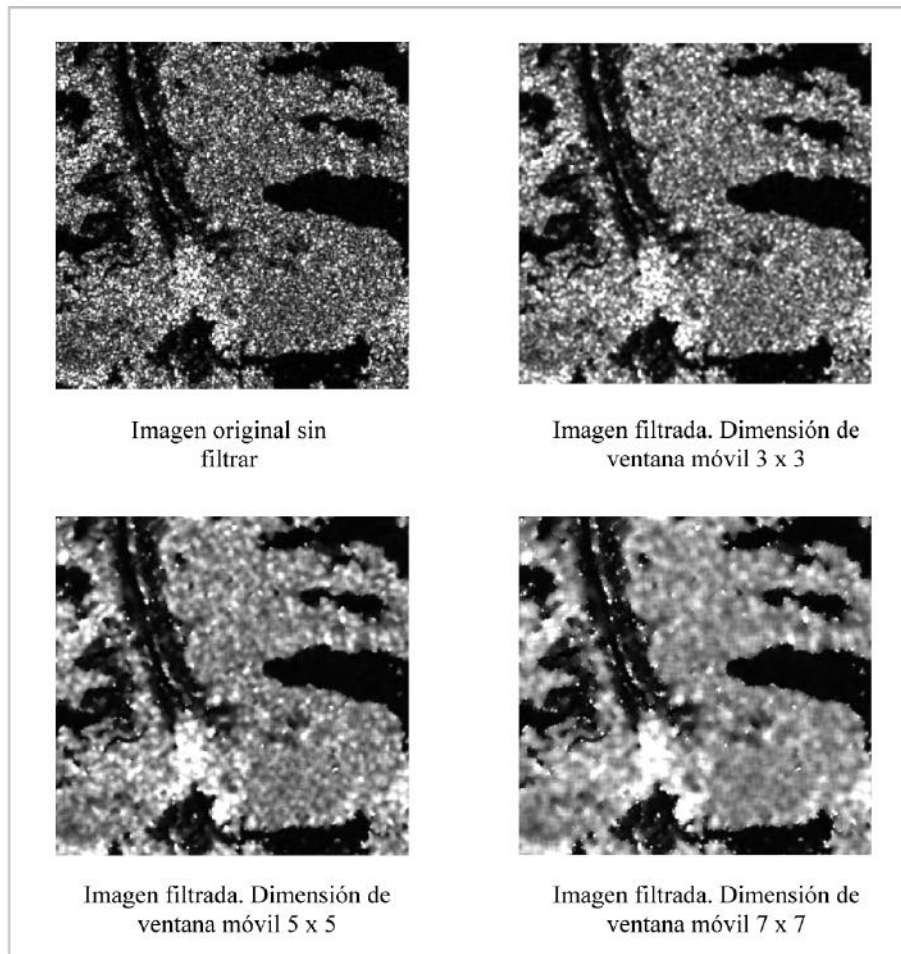 Imagen original sin
filtrar
Imagen filtrada. Dimensión de
ventana móvil 3 x 3
Imagen filtrada. Dimensión de
ventana móvil 5 x 5
Imagen filtrada. Dimensión de
ventana móvil 7 x 7